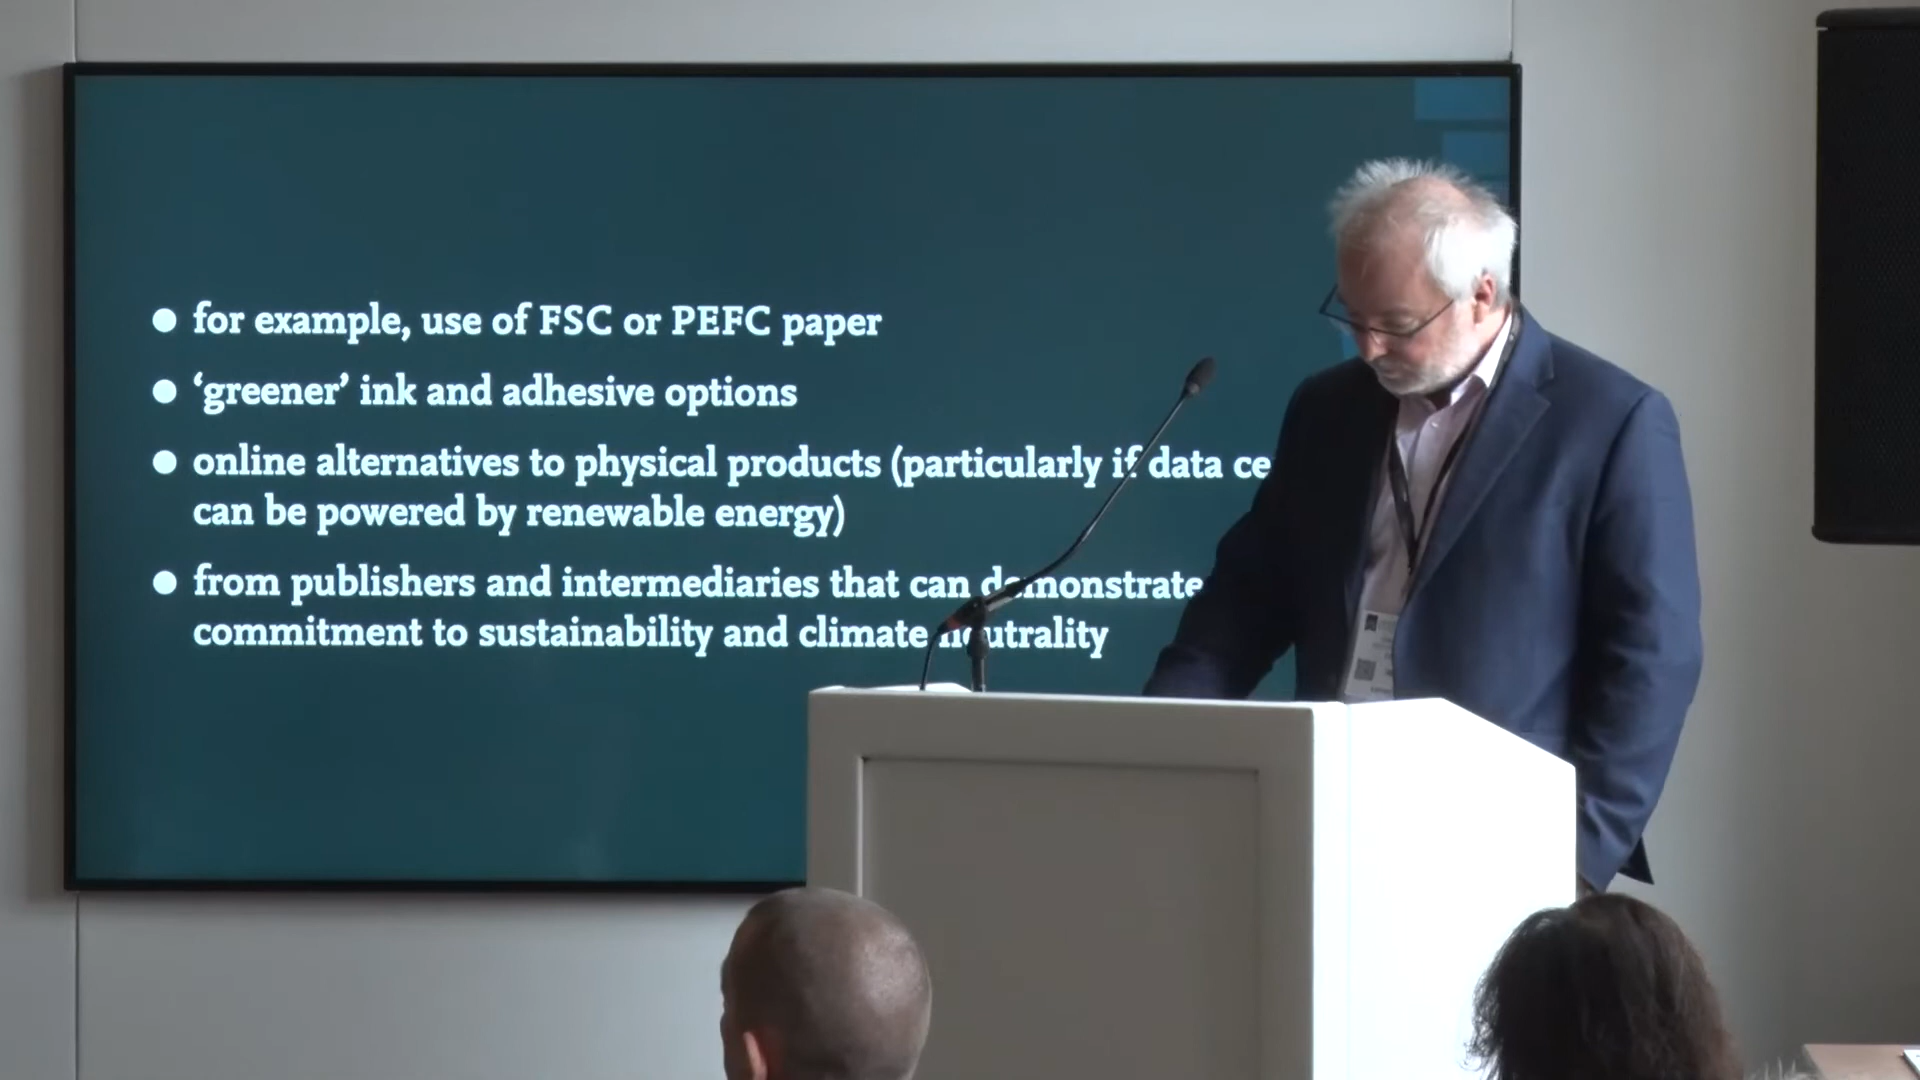 ● for example, use of FSC or PEFC paper
● ‘greener’ ink and adhesive options
● online alternatives to physical products (particularly if data ce
can be powered by renewable energy)
● from publishers and intermediaries that can demonstrate
commitment to sustainability and climate neutrality